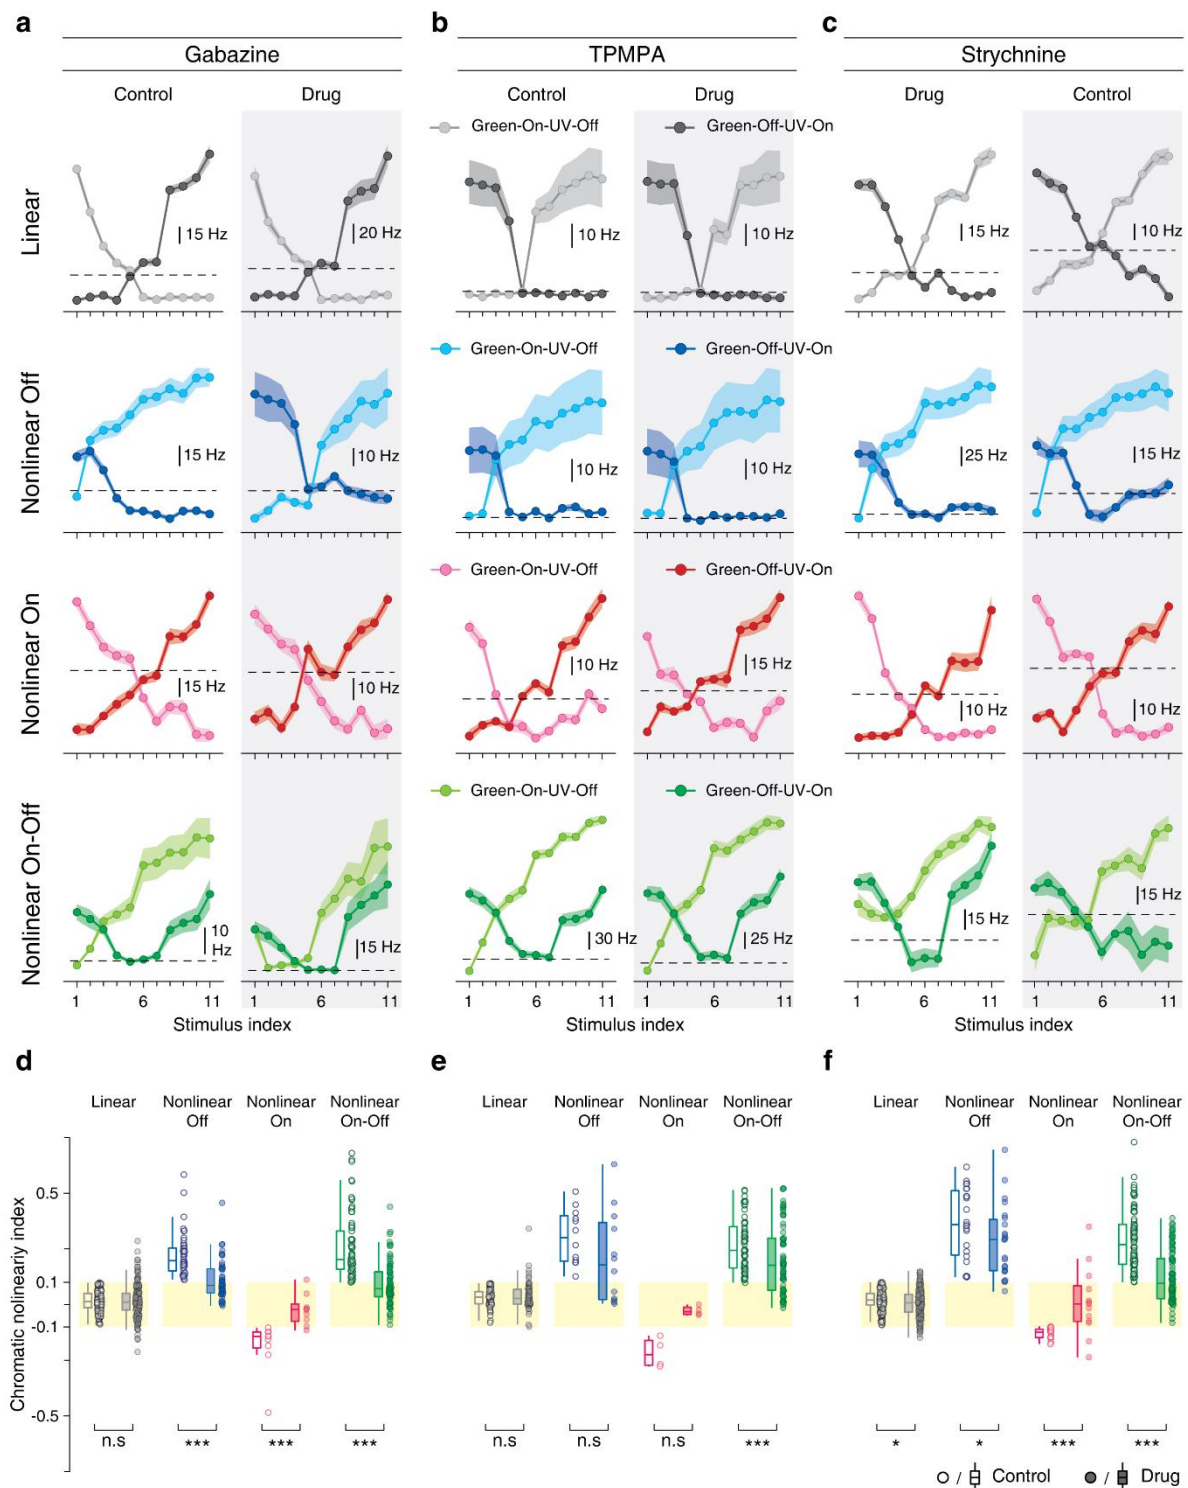 a
b
c
Gabazine
TPMPA
Strychnine
Control
Drug
Control
Drug
Drug
Control
Green-On-UV-Off
Green-Off-UV-On
Linear
15 Hz
20 Hz
10 Hz
10 Hz
15 Hz
10 Hz
Green-On-UV-Off
Green-Off-UV-On
Nonlinear Off
15 Hz
10 Hz
10 Hz
10 Hz
25 Hz
15 Hz
Green-On-UV-Off
Green-Off-UV-On
Nonlinear On
15 Hz
10 Hz
10 Hz
15 Hz
10 Hz
10 Hz
Green-On-UV-Off
Green-Off-UV-On
Nonlinear On-Off
10
Hz
15 Hz
30 Hz
25 Hz
15 Hz
15 Hz
1 6 11 1 6 11 1 6 11 1 6 11 1 6 11 1 6 11
Stimulus index
Stimulus index
Stimulus index
d
e
f
Linear
Nonlinear
Off
Nonlinear
On
Nonlinear
On-Off
Linear
Nonlinear
Off
Nonlinear
On
Nonlinear
On-Off
Linear
Nonlinear
Off
Nonlinear
On
Nonlinear
On-Off
Chromatic nonlineariy index
0.5
0.1
-0.1
-0.5
n.s *** *** ***
n.s n.s n.s ***
* * *** ***
/ Control
/ Drug